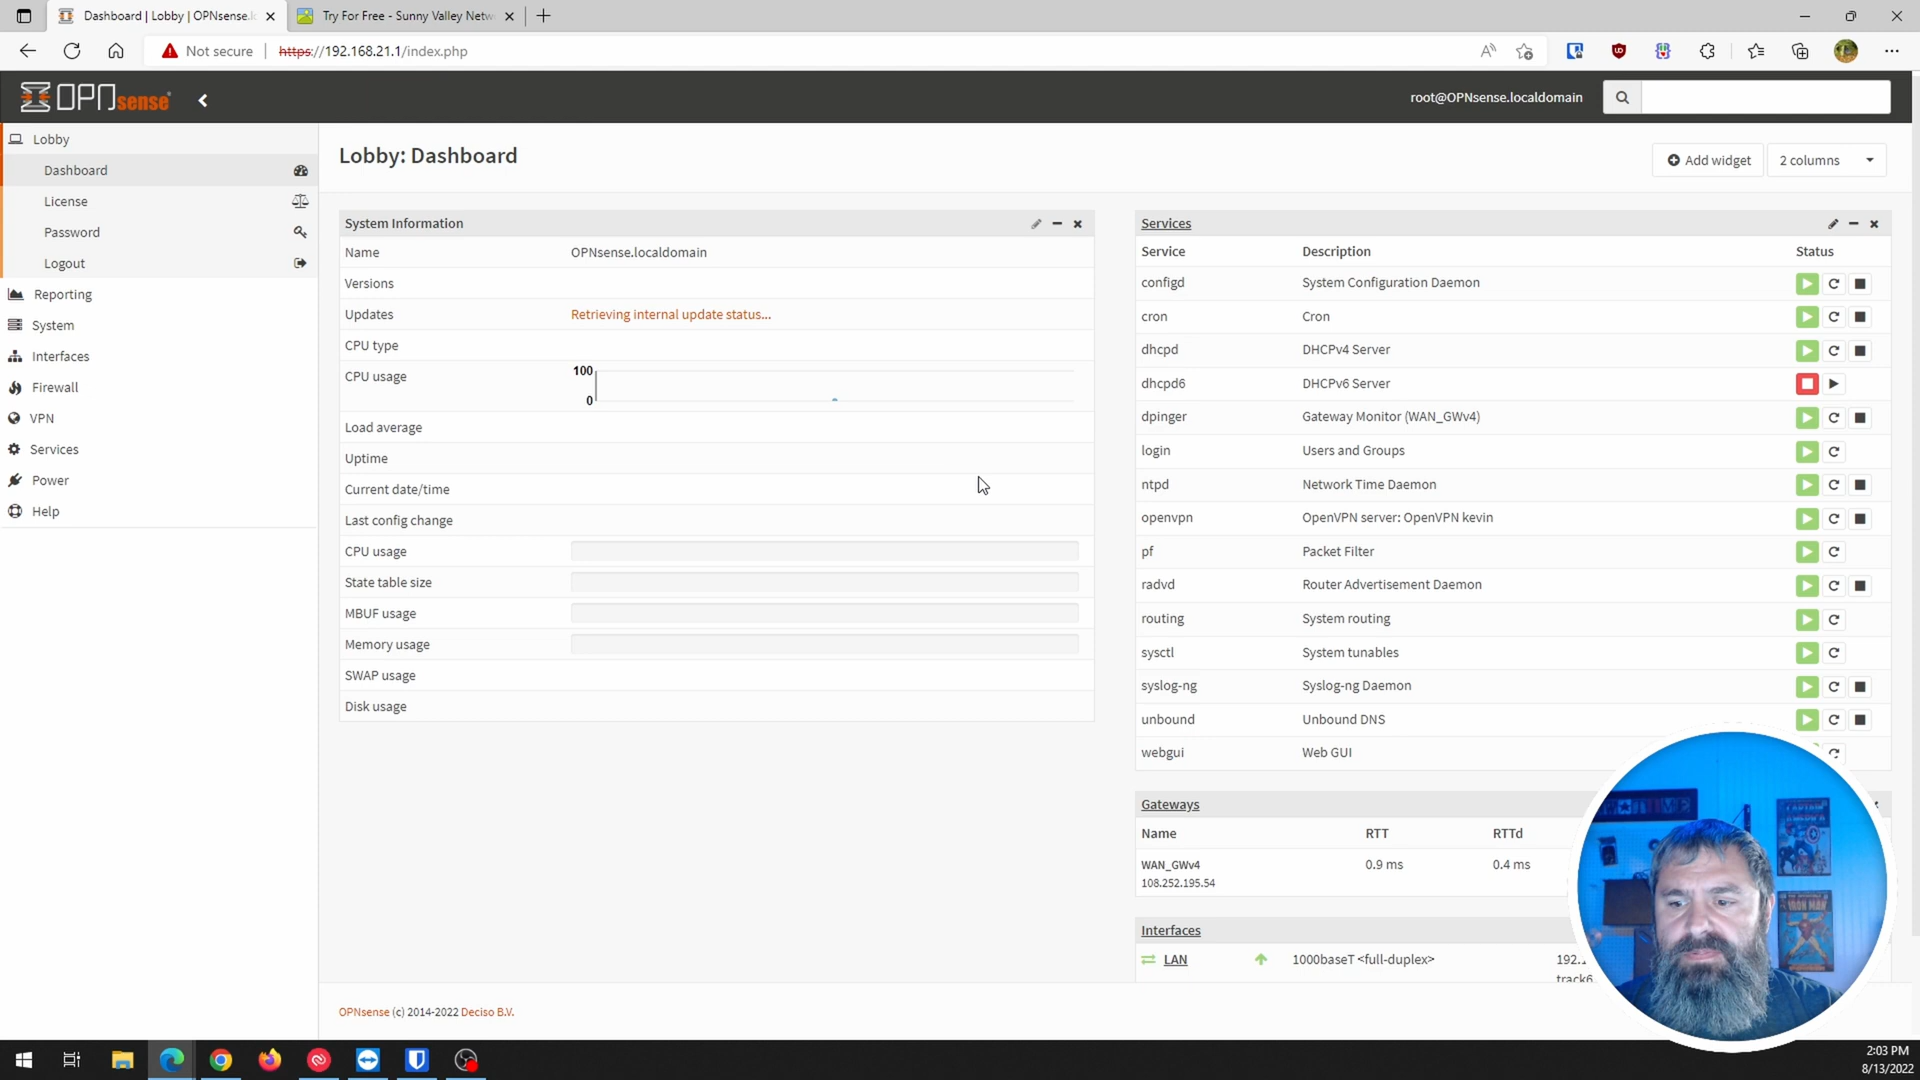 Dashboard | Lobby | OPNsense.lo
Try For Free - Sunny Valley Netw
Not secure
https://192.168.21.1/index.php
OPNsense
root@OPNsense.localdomain
Lobby
Dashboard
License
Password
Logout
Reporting
System
Interfaces
Firewall
VPN
Services
Power
Help
Lobby: Dashboard
Add widget
2 columns
System Information
Name OPNsense.localdomain
Versions
Updates Retrieving internal update status...
CPU type
CPU usage 100
0
Load average
Uptime
Current date/time
Last config change
CPU usage
State table size
MBUF usage
Memory usage
SWAP usage
Disk usage
Services
Service Description Status
configd System Configuration Daemon
cron Cron
dhcpd DHCPv4 Server
dhcpd6 DHCPv6 Server
dpinger Gateway Monitor (WAN_GWv4)
login Users and Groups
ntpd Network Time Daemon
openvpn OpenVPN server: OpenVPN kevin
pf Packet Filter
radvd Router Advertisement Daemon
routing System routing
sysctl System tunables
syslog-ng Syslog-ng Daemon
unbound Unbound DNS
webgui Web GUI
Gateways
Name RTT RTTd
WAN_GWv4 0.9 ms 0.4 ms
108.252.195.54
Interfaces
LAN 1000baseT <full-duplex> 192.1
track6
OPNsense (c) 2014-2022 Deciso B.V.
CAPTAIN
IRON MAN
2:03 PM
8/13/2022